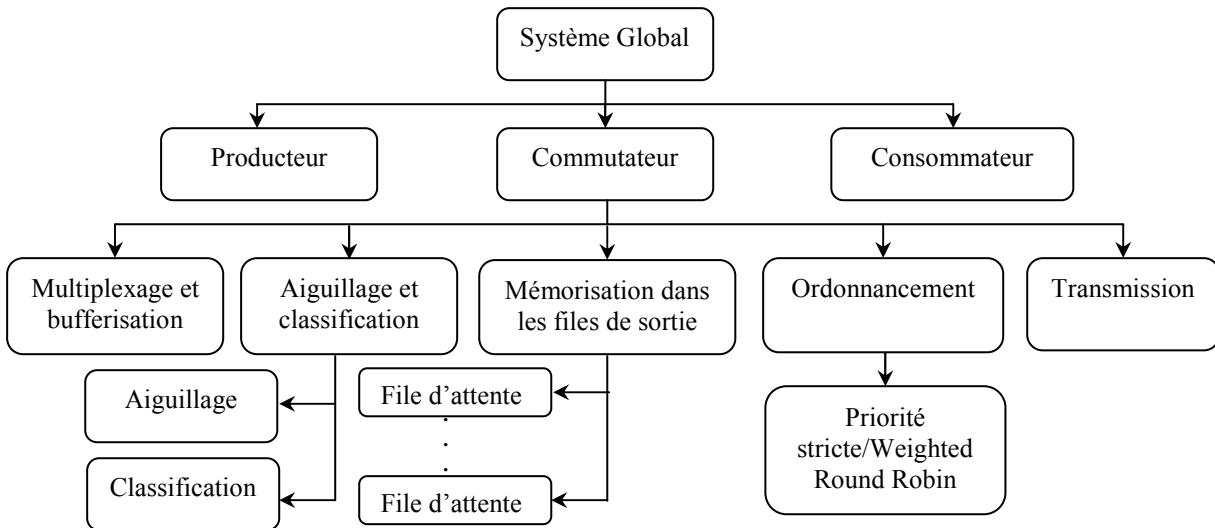 Système Global
Producteur
Commutateur
Consommateur
Multiplexage et
bufferisation
Aiguillage et
classification
Mémorisation dans
les files de sortie
Ordonnancement
Transmission
Aiguillage
Classification
File d’attente
.
.
.
.
File d’attente
Priorité
stricte/Weighted
Round Robin